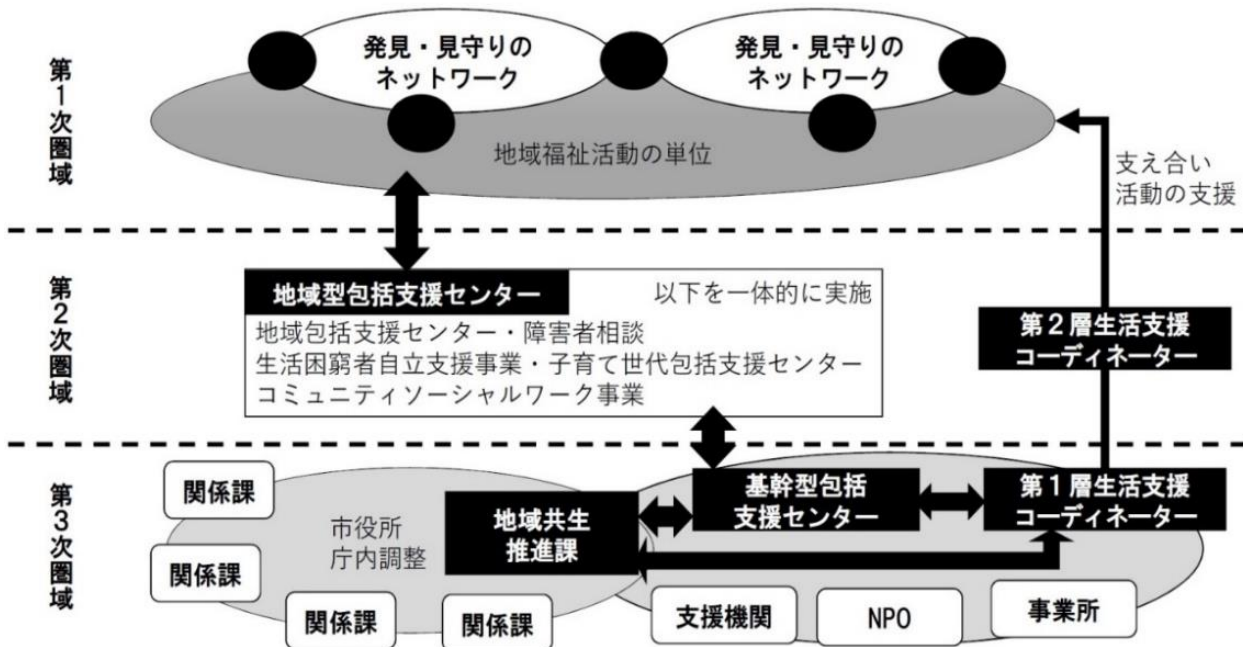 第1次圏域
発見・見守りの
ネットワーク
発見・見守りの
ネットワーク
地域福祉活動の単位
支え合い
活動の支援
第2次圏域
地域型包括支援センター
以下を一体的に実施
地域包括支援センター・障害者相談
生活困窮者自立支援事業・子育て世代包括支援センター
コミュニティソーシャルワーク事業
第2層生活支援
コーディネーター
第3次圏域
関係課
関係課
関係課
関係課
市役所
庁内調整
地域共生
推進課
基幹型包括
支援センター
第1層生活支援
コーディネーター
支援機関
NPO
事業所